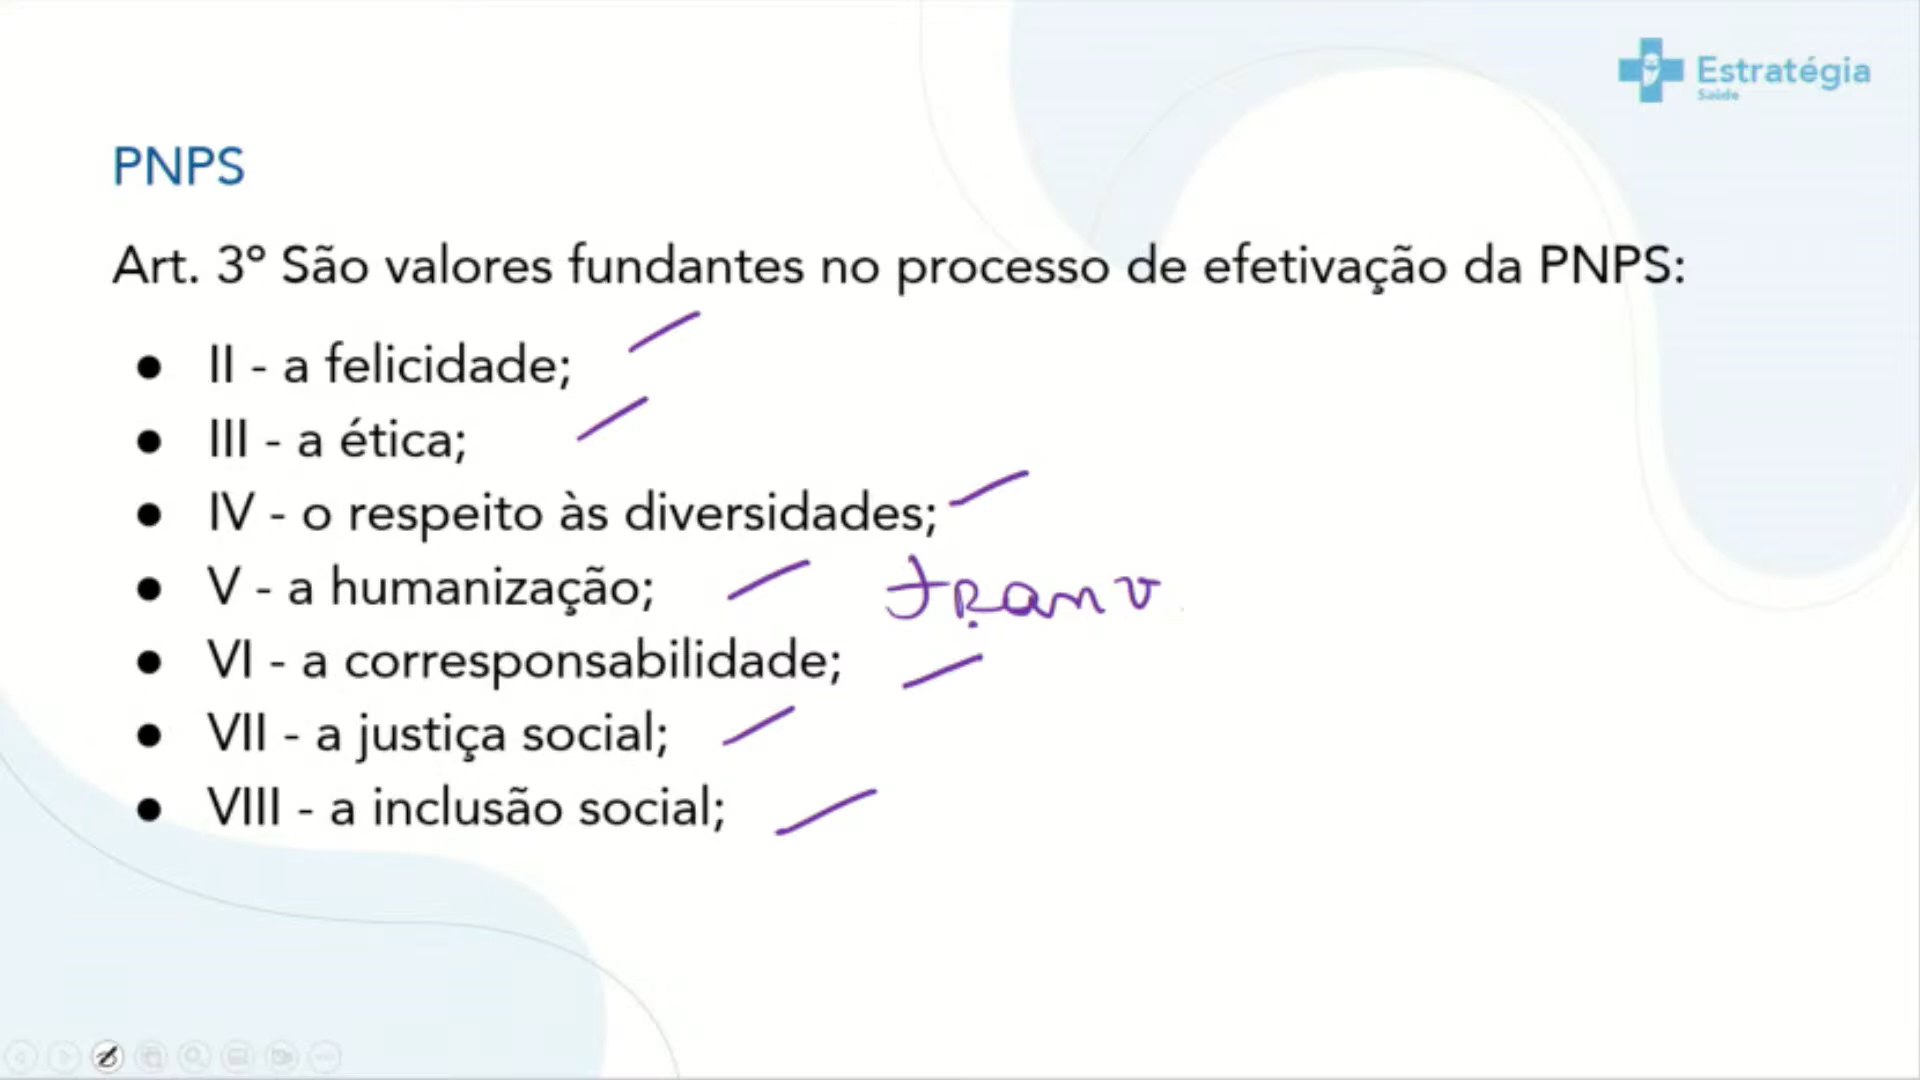 Estratégia
Saúde
PNPS
Art. 3º São valores fundantes no processo de efetivação da PNPS:
● II - a felicidade;
● III - a ética;
● IV - o respeito às diversidades;
● V - a humanização;
● VI - a corresponsabilidade;
● VII - a justiça social;
● VIII - a inclusão social;